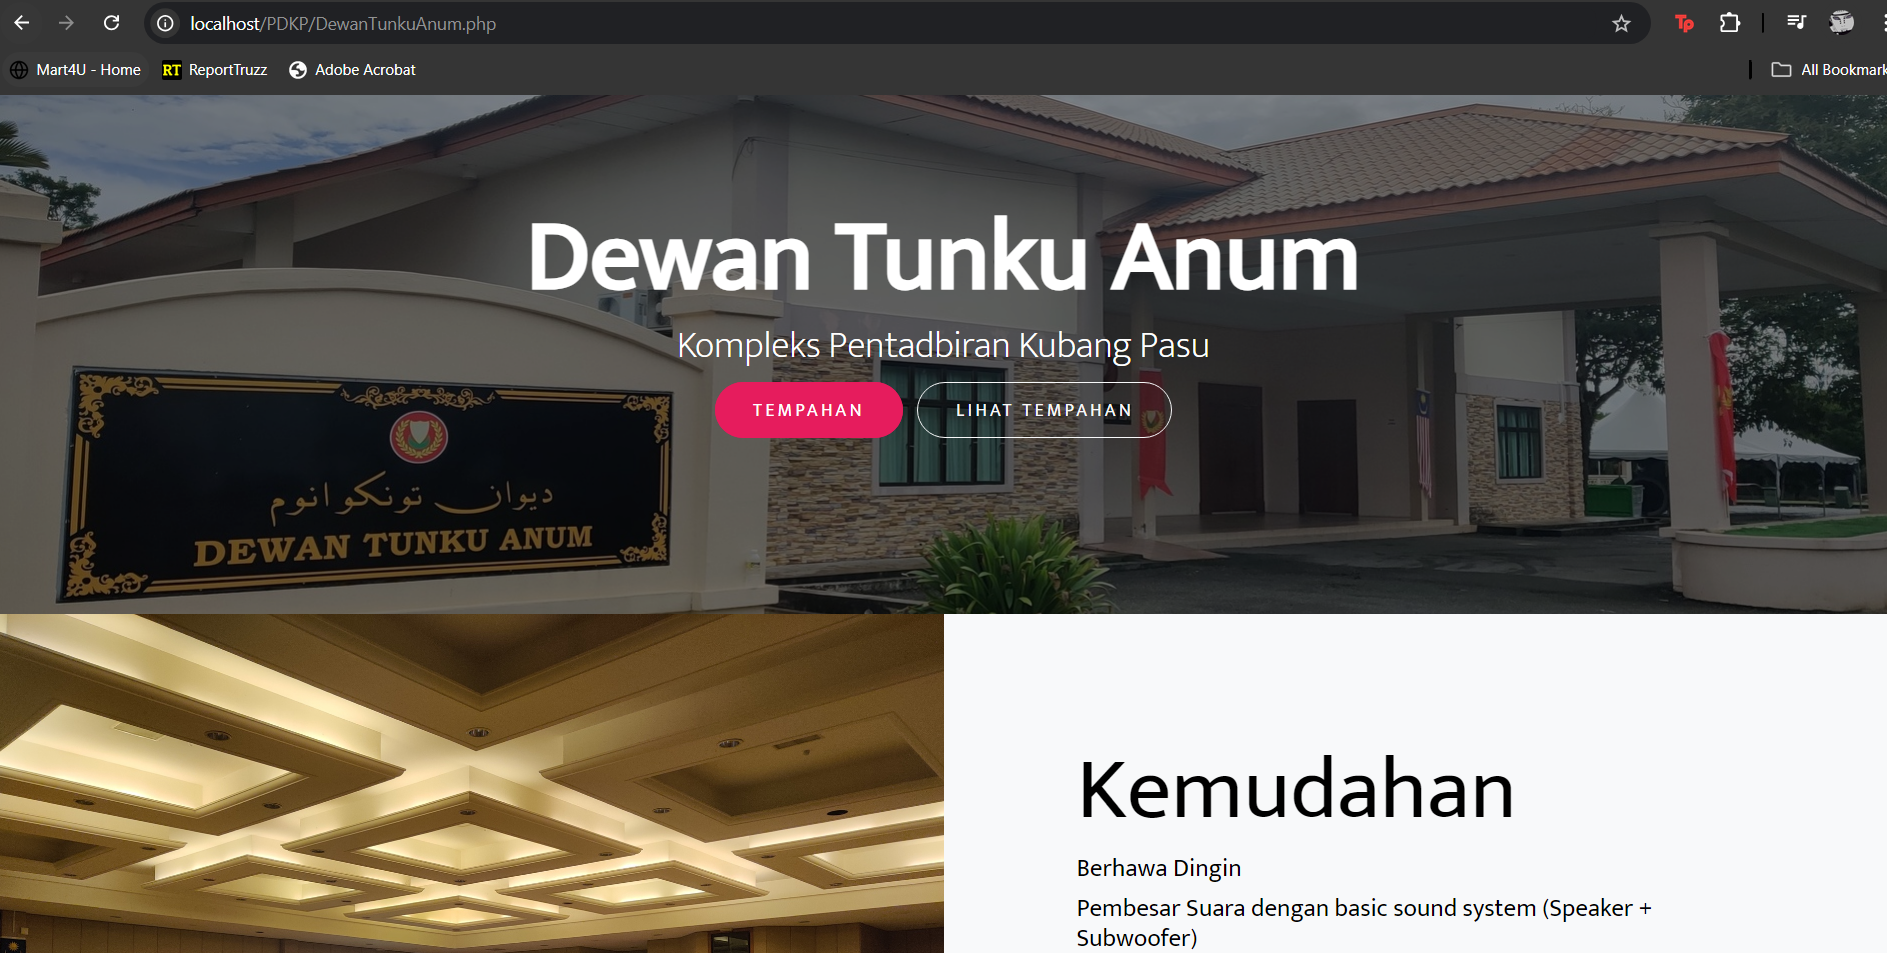 localhost/PDKP/DewanTunkuAnum.php
Tp
Mart4U - Home
RT ReportTruzz
Adobe Acrobat
All Bookmark
Dewan Tunku Anum
Kompleks Pentadbiran Kubang Pasu
TEMPAHAN
LIHAT TEMPAHAN
ديوان تونكو انوم
DEWAN TUNKU ANUM
Kemudahan
Berhawa Dingin
Pembesar Suara dengan basic sound system (Speaker +
Subwoofer)